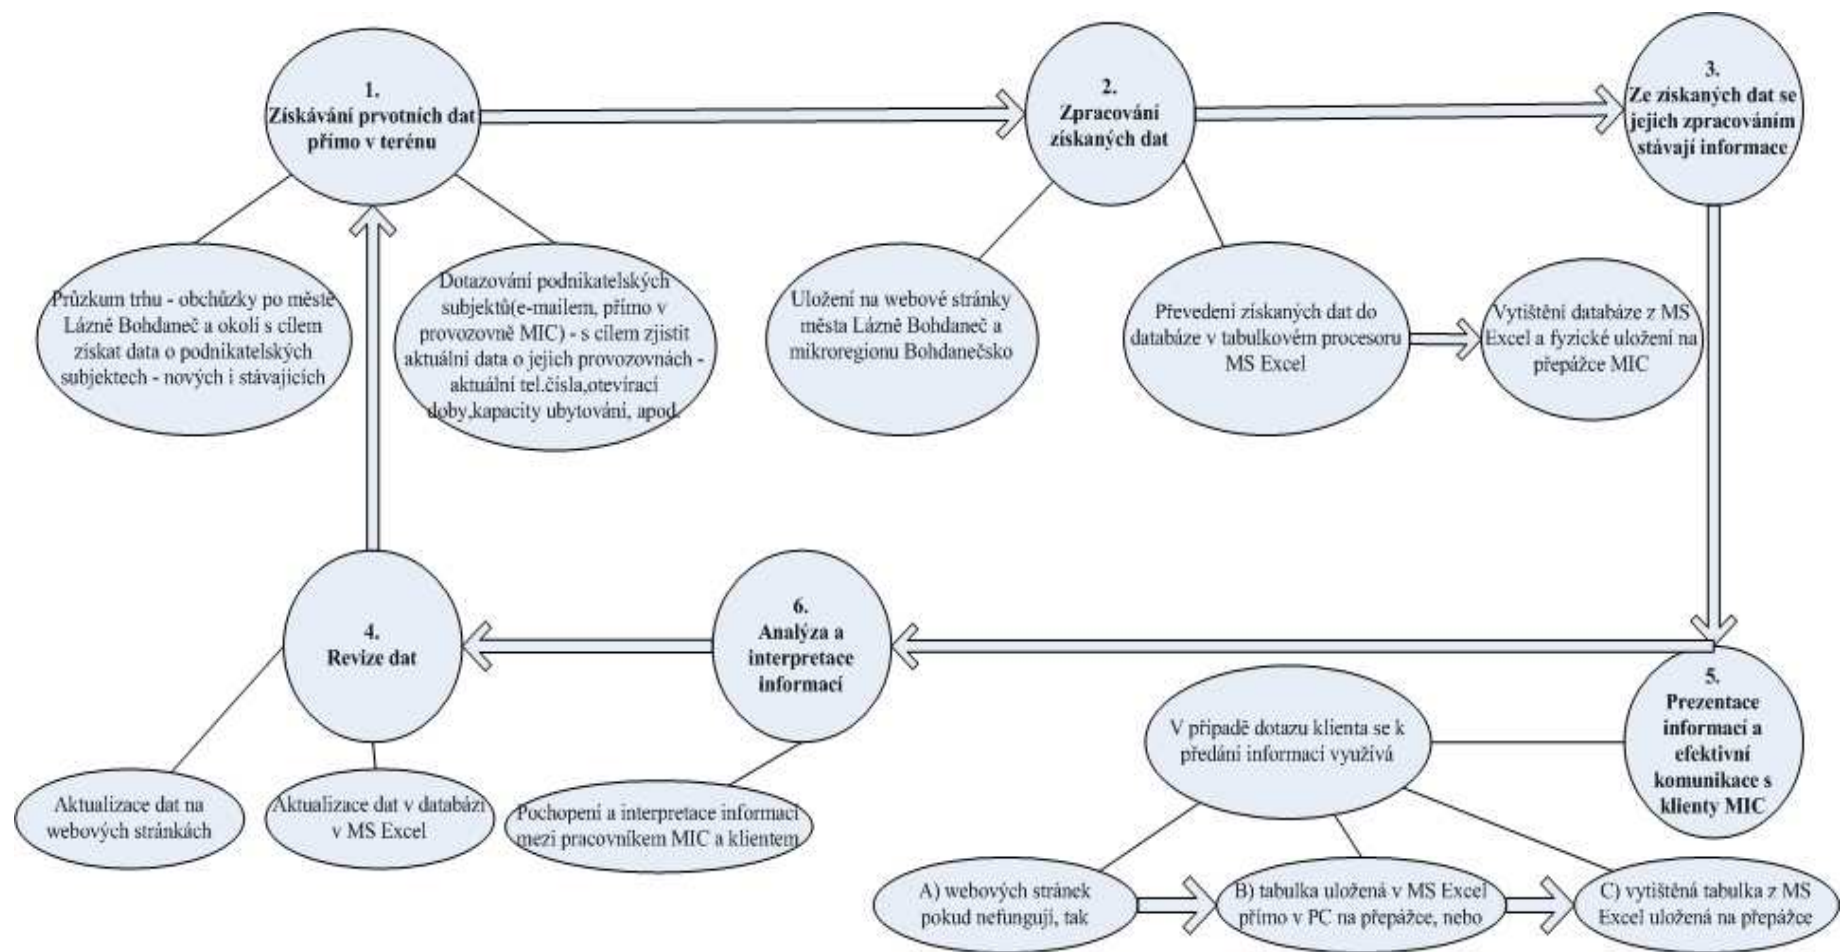 1.
Získávání prvotních dat
přímo v terénu
2.
Zpracování
získaných dat
3.
Ze získaných dat se
jejich zpracováním
stávají informace
Průzkum trhu - obchůzky po městě
Lázně Bohdaneč a okolí s cílem
získat data o podnikatelských
subjektech - nových i stávajících
Dotazování podnikatelských
subjektů(e-mailem, přímo v
provozovně MIC) - s cílem zjistit
aktuální data o jejich provozovnách -
aktuální tel.čísla,otevírací
doby,kapacity ubytování, apod.
Uložení na webové stránky
města Lázně Bohdaneč a
mikroregionu Bohdanečsko
Převedení získaných dat do
databáze v tabulkovém procesoru
MS Excel
Vytištění databáze z MS
Excel a fyzické uložení na
přepážce MIC
4.
Revize dat
6.
Analýza a
interpretace
informací
5.
Prezentace
informací a
efektivní
komunikace s
klienty MIC
V případě dotazu klienta se k
předání informací využívá
Aktualizace dat na
webových stránkách
Aktualizace dat v databázi
v MS Excel
Pochopení a interpretace informací
mezi pracovníkem MIC a klientem
A) webových stránek
pokud nefungují, tak
B) tabulka uložená v MS Excel
přímo v PC na přepážce, nebo
C) vytištěná tabulka z MS
Excel uložená na přepážce